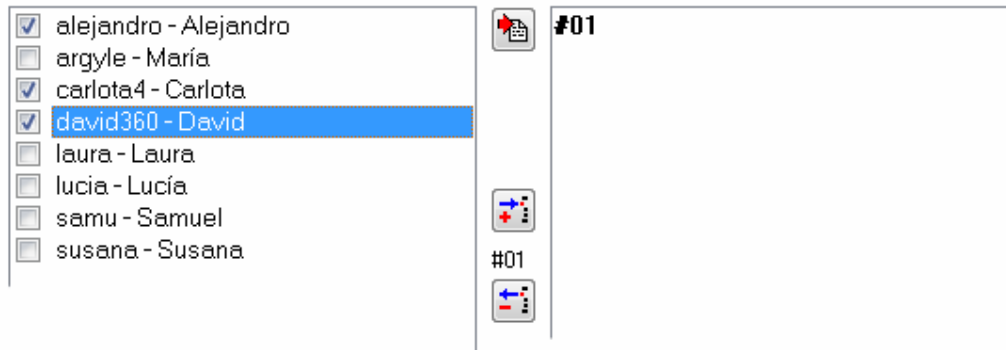 alejandro - Alejandro
argyle - María
carlota4 - Carlota
david360 - David
laura - Laura
lucia - Lucía
samu - Samuel
susana - Susana
#01
#01